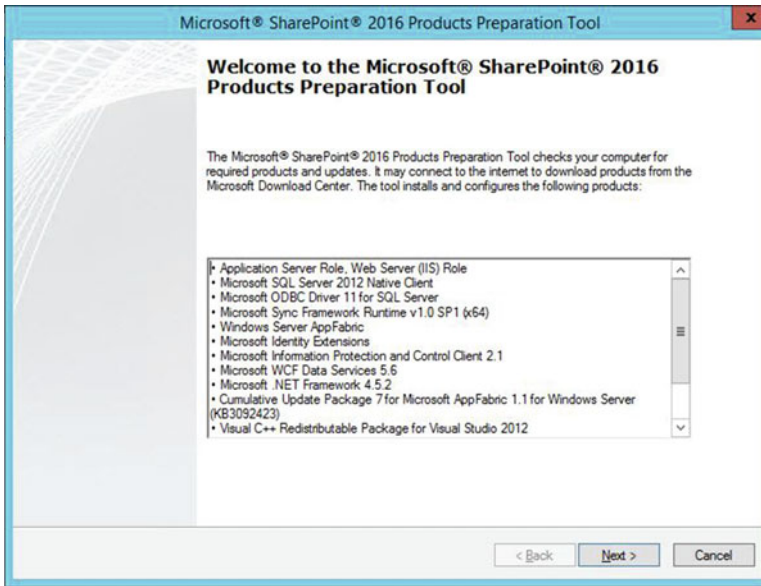 Microsoft® SharePoint® 2016 Products Preparation Tool
x
Welcome to the Microsoft® SharePoint® 2016
Products Preparation Tool
The Microsoft® SharePoint® 2016 Products Preparation Tool checks your computer for
required products and updates. It may connect to the internet to download products from the
Microsoft Download Center. The tool installs and configures the following products:
• Application Server Role, Web Server (IIS) Role
• Microsoft SQL Server 2012 Native Client
• Microsoft ODBC Driver 11 for SQL Server
• Microsoft Sync Framework Runtime v1.0 SP1 (x64)
• Windows Server AppFabric
• Microsoft Identity Extensions
• Microsoft Information Protection and Control Client 2.1
• Microsoft WCF Data Services 5.6
• Microsoft .NET Framework 4.5.2
• Cumulative Update Package 7 for Microsoft AppFabric 1.1 for Windows Server
(KB3092423)
• Visual C++ Redistributable Package for Visual Studio 2012
< Back
Next >
Cancel